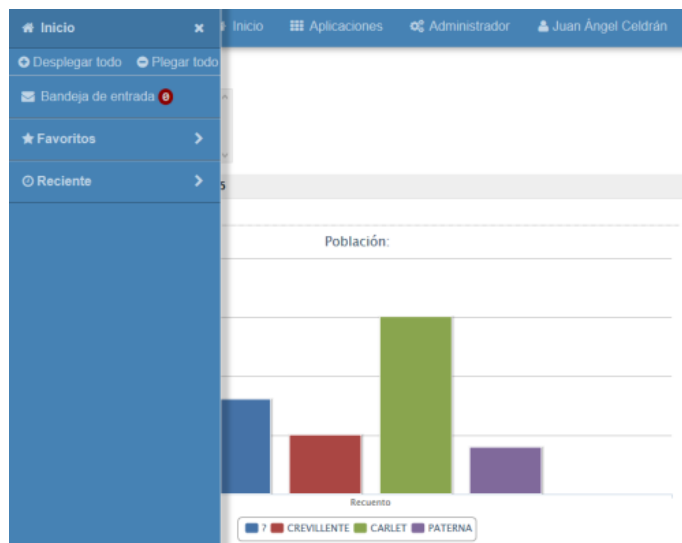 Inicio
Inicio Aplicaciones Administrador Juan Ángel Celdrán
Desplegar todo Plegar todo
Bandeja de entrada 0
Favoritos
Reciente
5
Población:
Recuento
? CREVILLENTE CARLET PATERNA